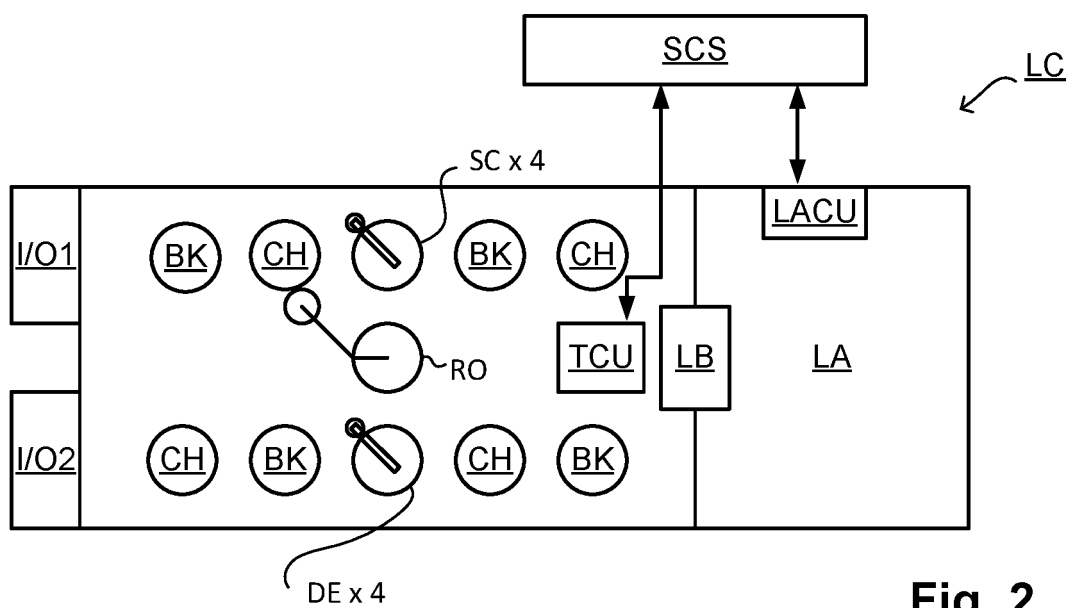 SCS
LC
SC x 4
LACU
I/O1
BK
CH
BK
CH
TCU
LB
LA
RO
I/O2
CH
BK
CH
BK
DE x 4
Fig. 2